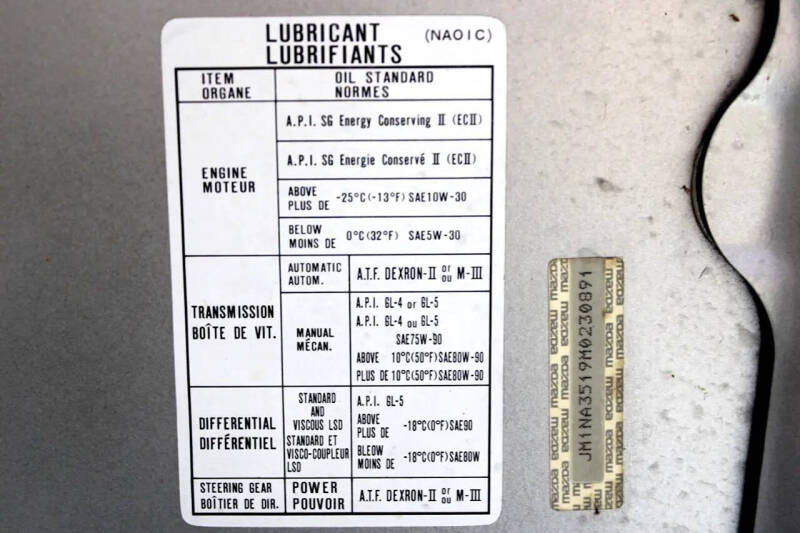 LUBRICANT (NA01C)
LUBRIFIANTS
ITEM
ORGANE
OIL STANDARD
NORMES
ENGINE
MOTEUR
A.P.I. SG Energy Conserving II (ECII)
A.P.I. SG Energie Conservé II (ECII)
ABOVE
PLUS DE -25°C(-13°F) SAE10W-30
BELOW
MOINS DE 0°C(32°F) SAE5W-30
TRANSMISSION
BOÎTE DE VIT.
AUTOMATIC
AUTOM.
A.T.F. DEXRON-II or ou M-III
MANUAL
MÉCAN.
A.P.I. GL-4 or GL-5
A.P.I. GL-4 ou GL-5
SAE75W-90
ABOVE 10°C(50°F)SAE80W-90
PLUS DE 10°C(50°F)SAE80W-90
DIFFERENTIAL
DIFFÉRENTIEL
STANDARD
AND
VISCOUS LSD
STANDARD ET
VISCO-COUPLEUR
LSD
A.P.I. GL-5
ABOVE
PLUS DE -18°C(0°F)SAE90
BLEOW
MOINS DE -18°C(0°F)SAE80W
STEERING GEAR
BOÎTIER DE DIR.
POWER
POUVOIR
A.T.F. DEXRON-II or ou M-III
JM1NA3519M0230891
mazda mazda mazda mazda mazda